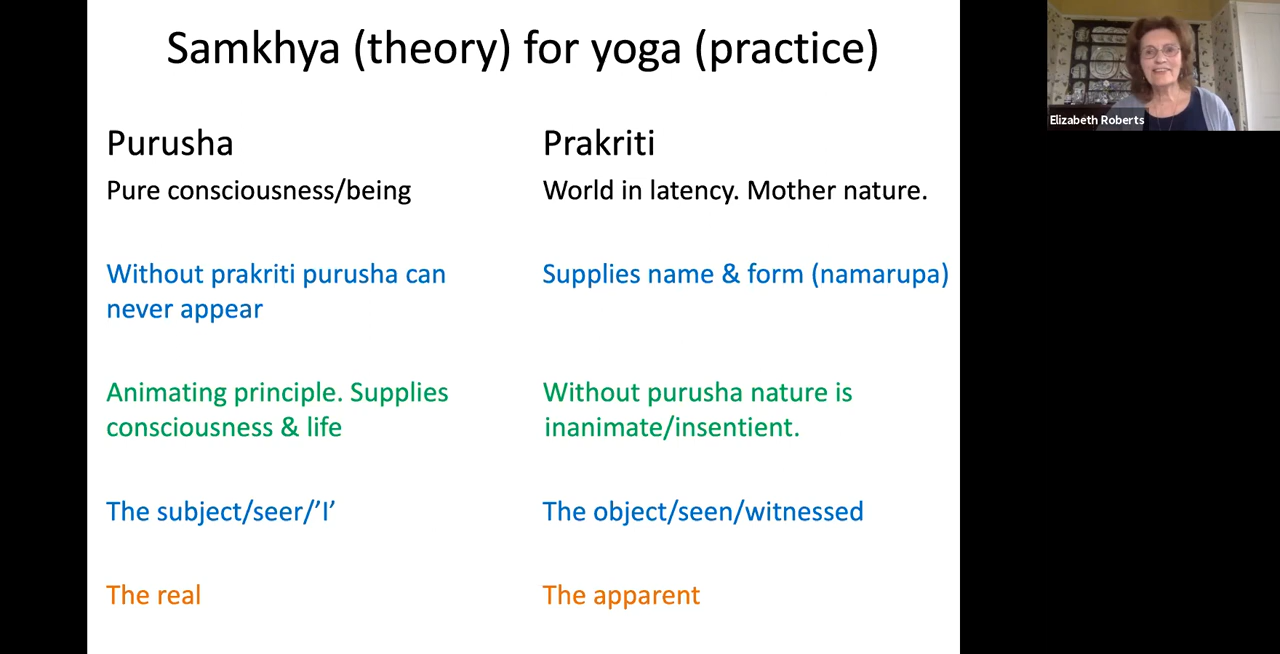 Samkhya (theory) for yoga (practice)
Elizabeth Roberts
Purusha
Prakriti
Pure consciousness/being
World in latency. Mother nature.
Without prakriti purusha can
never appear
Supplies name & form (namarupa)
Animating principle. Supplies
consciousness & life
Without purusha nature is
inanimate/insentient.
The subject/seer/’I’
The object/seen/witnessed
The real
The apparent